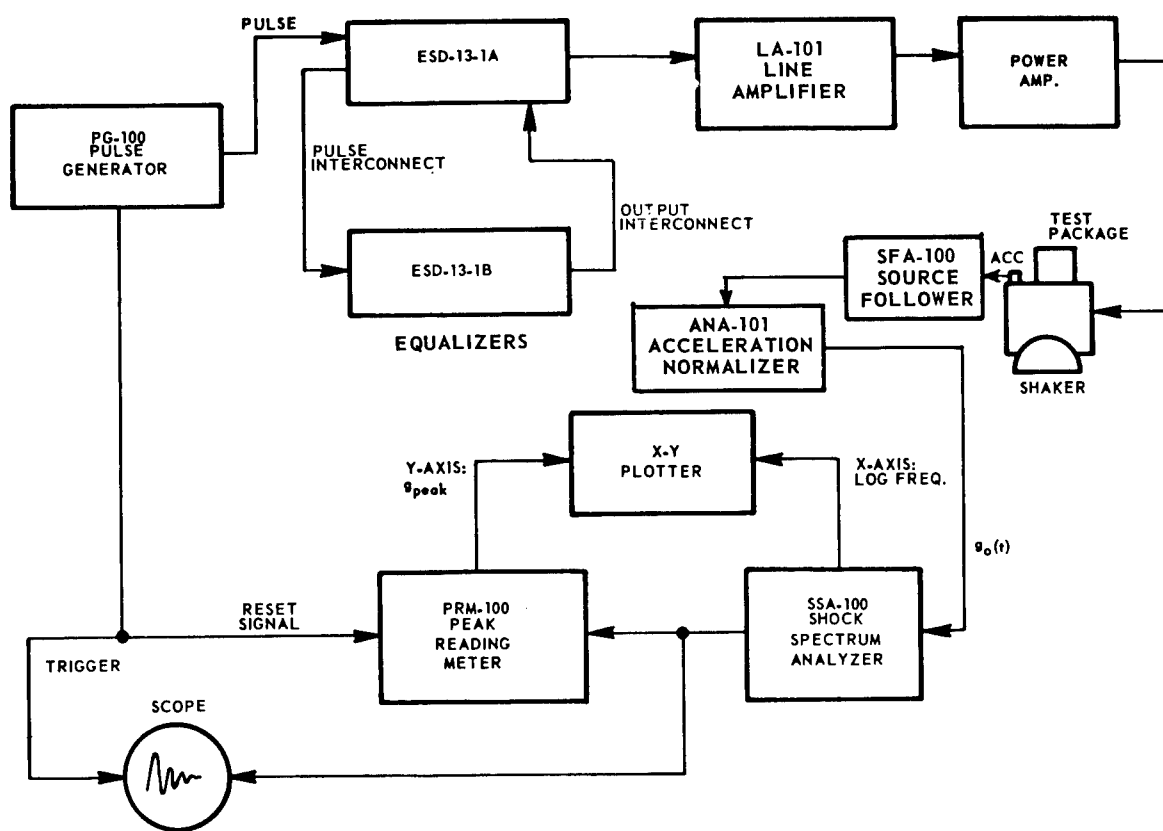 PULSE
ESD-13-1A
LA-101
LINE
AMPLIFIER
POWER
AMP.
PG-100
PULSE
GENERATOR
PULSE
INTERCONNECT
OUTPUT
INTERCONNECT
ESD-13-1B
EQUALIZERS
TEST
PACKAGE
ACC
SFA-100
SOURCE
FOLLOWER
SHAKER
ANA-101
ACCELERATION
NORMALIZER
X-Y
PLOTTER
Y-AXIS:
gpeak
X-AXIS:
LOG FREQ.
go(t)
RESET
SIGNAL
PRM-100
PEAK
READING
METER
SSA-100
SHOCK
SPECTRUM
ANALYZER
TRIGGER
SCOPE